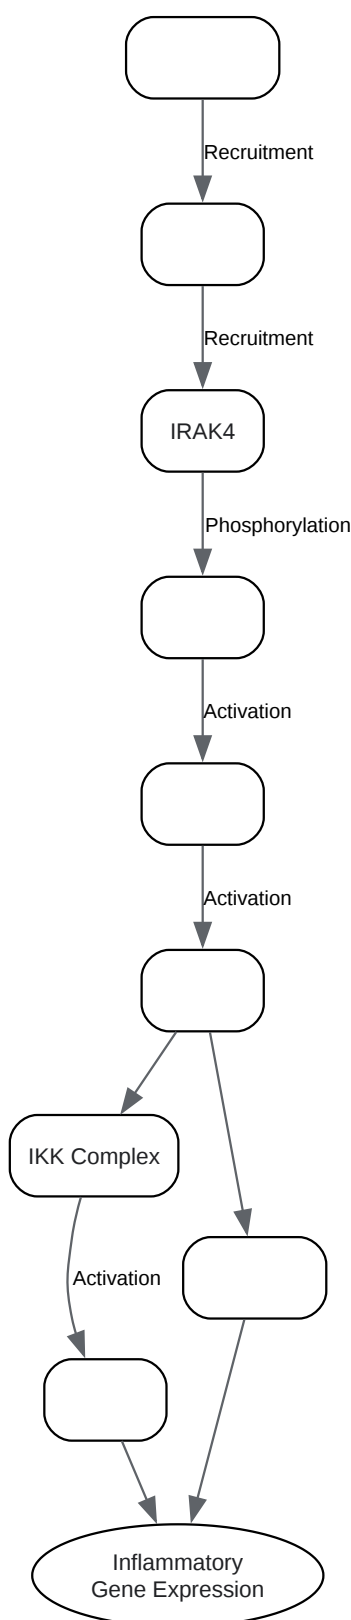 Recruitment
Recruitment
IRAK4
Phosphorylation
Activation
Activation
IKK Complex
Activation
Inflammatory
Gene Expression